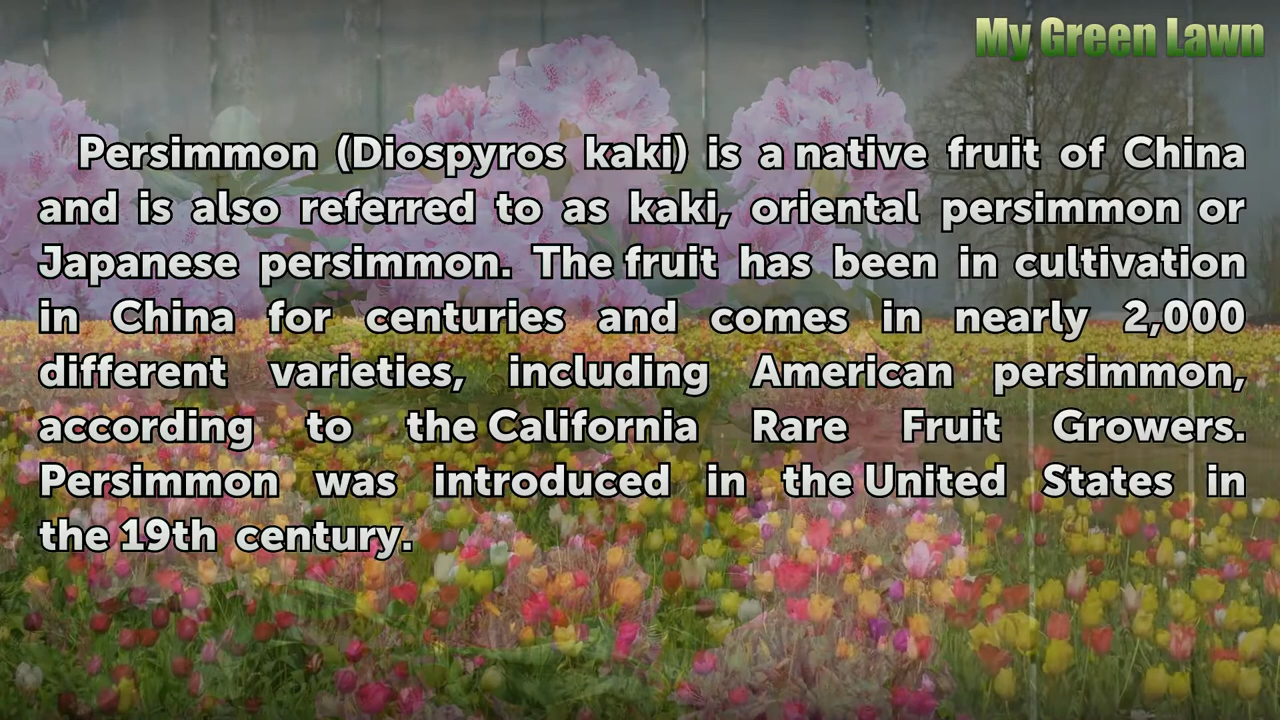 My Green Lawn
Persimmon (Diospyros kaki) is a native fruit of China
and is also referred to as kaki, oriental persimmon or
Japanese persimmon. The fruit has been in cultivation
in China for centuries and comes in nearly 2,000
different varieties, including American persimmon,
according to the California Rare Fruit Growers.
Persimmon was introduced in the United States in
the 19th century.